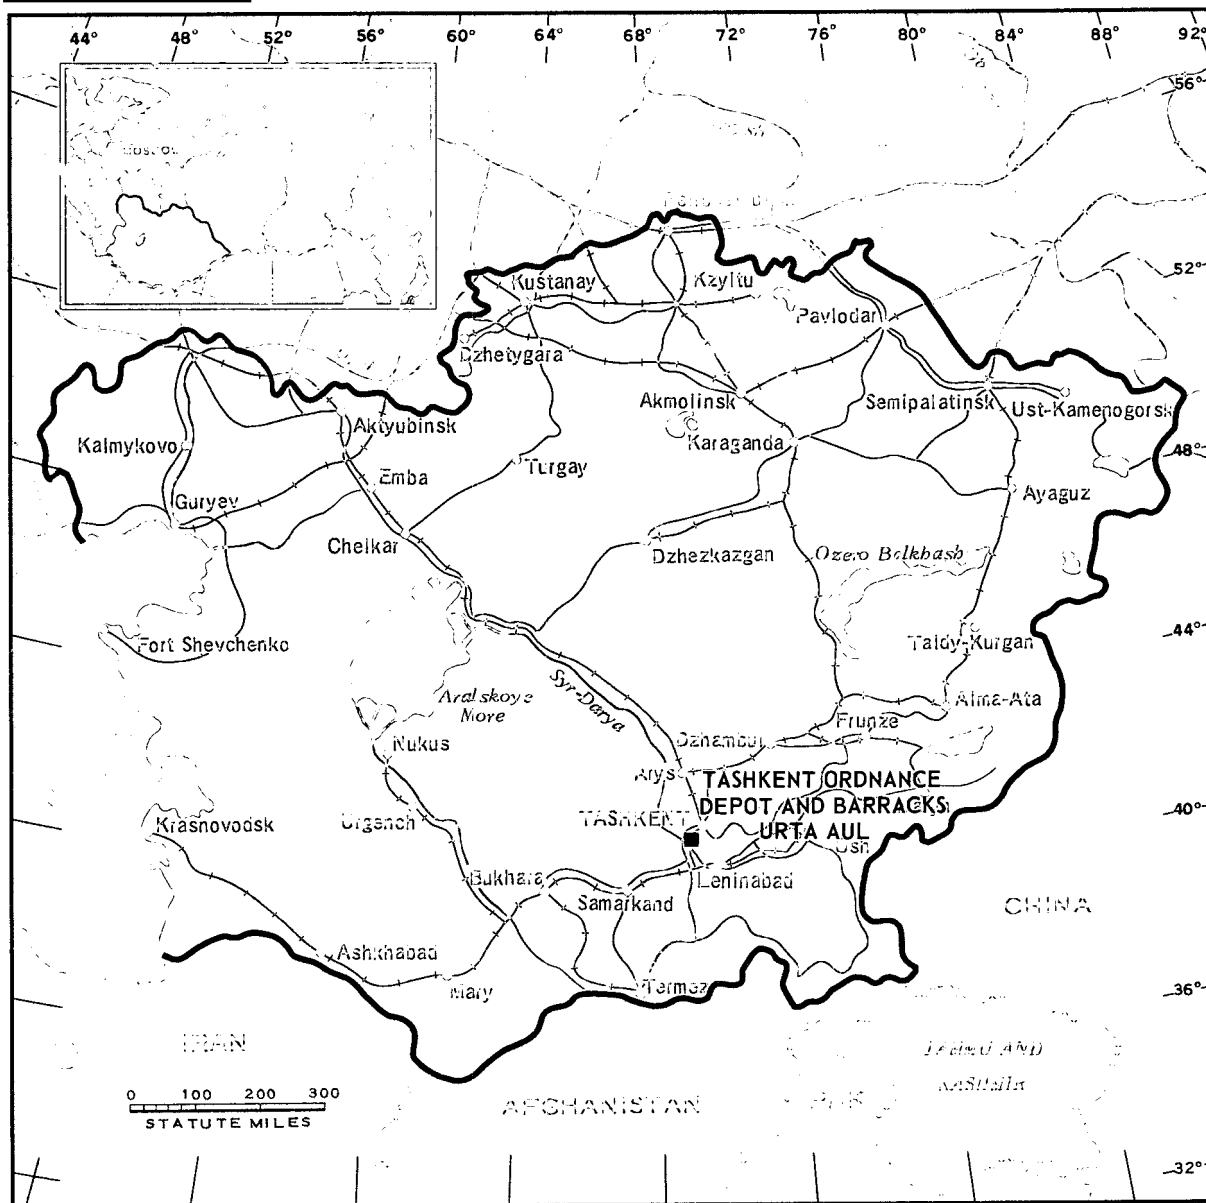 44° 48° 52° 56° 60° 64° 68° 72° 76° 80° 84° 88° 92°
56°
Kustanay
Kzyltu
52°
Pavlodar
Dzhetygara
Akmolinsk
Semipalatinsk
Ust-Kamenogorsk
Aktyubinsk
Karaganda
Kalmykovo
48°
Turgay
Emba
Guryev
Ayaguz
Chelkar
Dzhezkazgan
Ozero Balkhash
44°
Fort Shevchenko
Taldy-Kurgan
Syr-Darya
Aralskoye
More
Alma-Ata
Frunze
Dzhambul
Nukus
Arys
TASHKENT ORDNANCE
DEPOT AND BARRACKS
URTA AUL
40°
TASHKENT
Krasnovodsk
Urgench
Osh
Bukhara
Leninabad
Samarkand
CHINA
Ashkhabad
Mary
Termez
36°
IRAN
JAMMU AND
KASHMIR
0 100 200 300
STATUTE MILES
AFGHANISTAN
32°